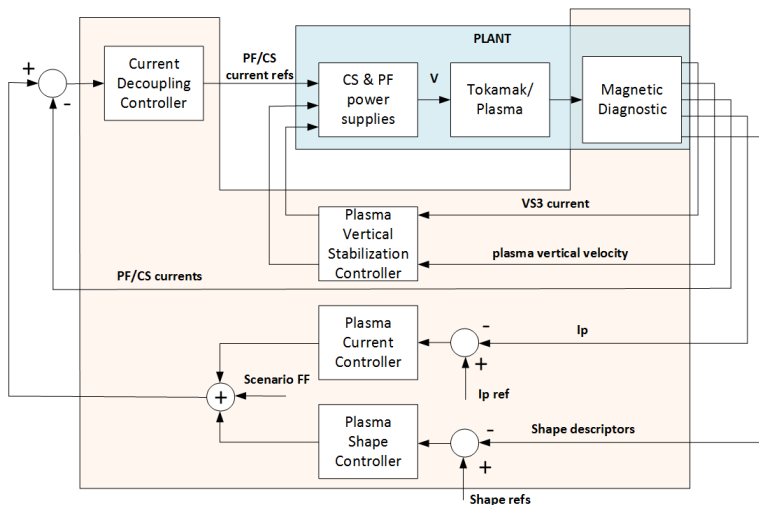 PLANT
+
-
Current
Decoupling
Controller
PF/CS
current refs
CS & PF
power
supplies
V
Tokamak/
Plasma
Magnetic
Diagnostic
Plasma
Vertical
Stabilization
Controller
VS3 current
plasma vertical velocity
PF/CS currents
Plasma
Current
Controller
-
+
Ip
Ip ref
Scenario FF
+
Plasma
Shape
Controller
-
+
Shape descriptors
Shape refs